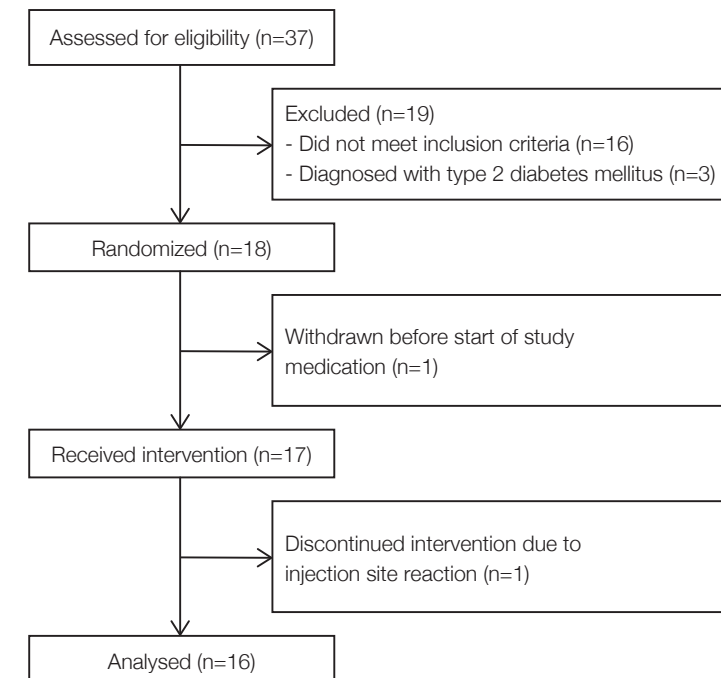 Assessed for eligibility (n=37)
Excluded (n=19)
- Did not meet inclusion criteria (n=16)
- Diagnosed with type 2 diabetes mellitus (n=3)
Randomized (n=18)
Withdrawn before start of study
medication (n=1)
Received intervention (n=17)
Discontinued intervention due to
injection site reaction (n=1)
Analysed (n=16)